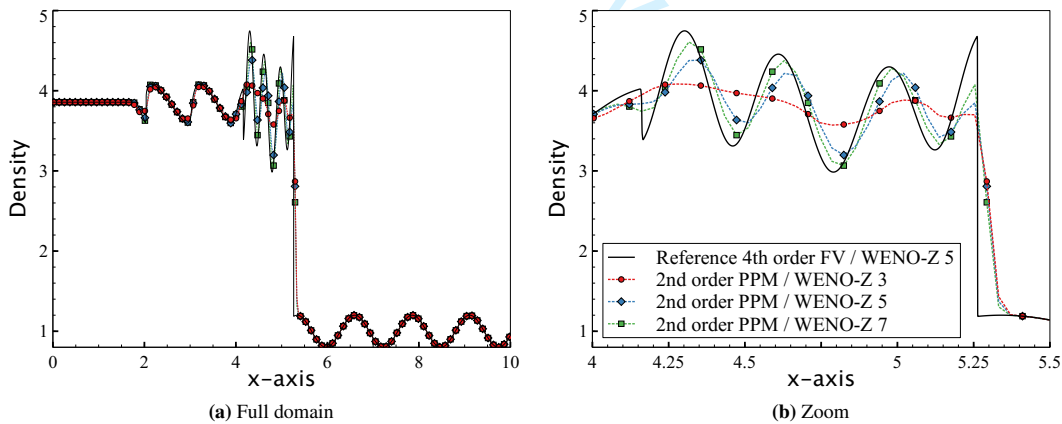 5
4
3
2
1
Density
0
2
4
6
8
10
x-axis
(a) Full domain
5
4
3
2
1
Density
Reference 4th order FV / WENO-Z 5
2nd order PPM / WENO-Z 3
2nd order PPM / WENO-Z 5
2nd order PPM / WENO-Z 7
4
4.25
4.5
4.75
5
5.25
5.5
x-axis
(b) Zoom